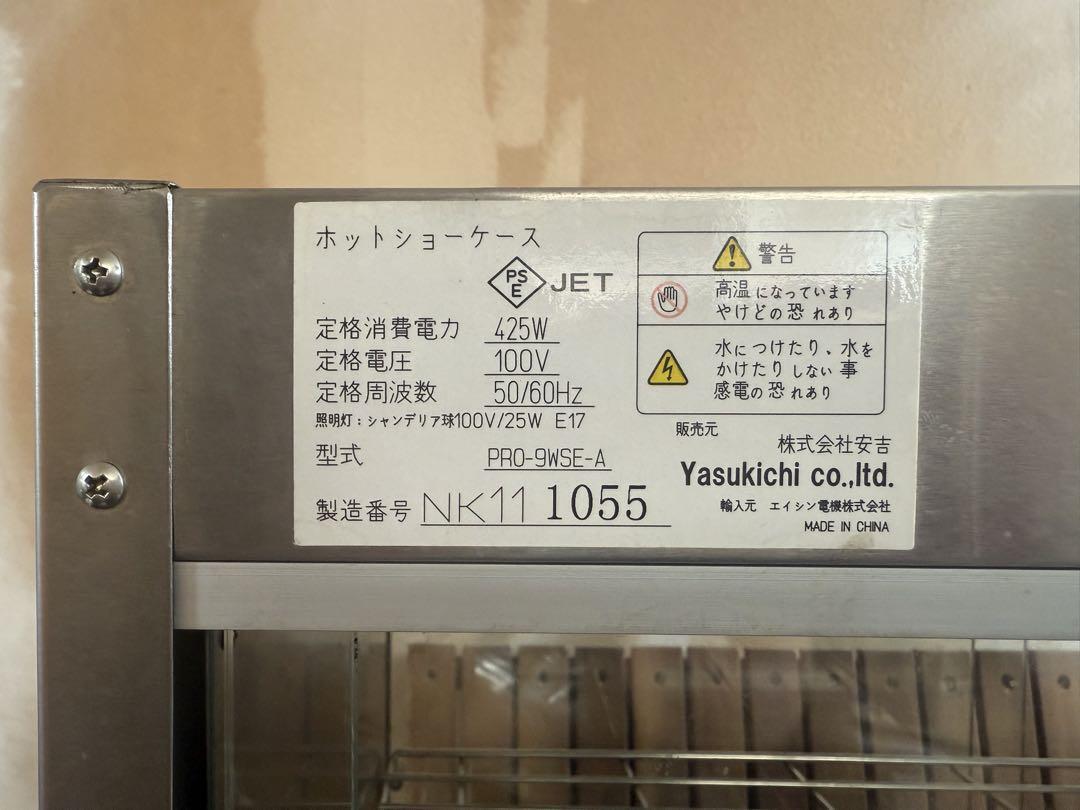 ホットショーケース
PS
E
JET
定格消費電力 425W
定格電圧 100V
定格周波数 50/60Hz
照明灯：シャンデリア球100V/25W E17
型式 PRO-9WSE-A
製造番号 NK11 1055
警告
高温になっています
やけどの恐れあり
水につけたり、水を
かけたりしない事
感電の恐れあり
販売元
株式会社安吉
Yasukichi co.,ltd.
輸入元 エイシン電機株式会社
MADE IN CHINA